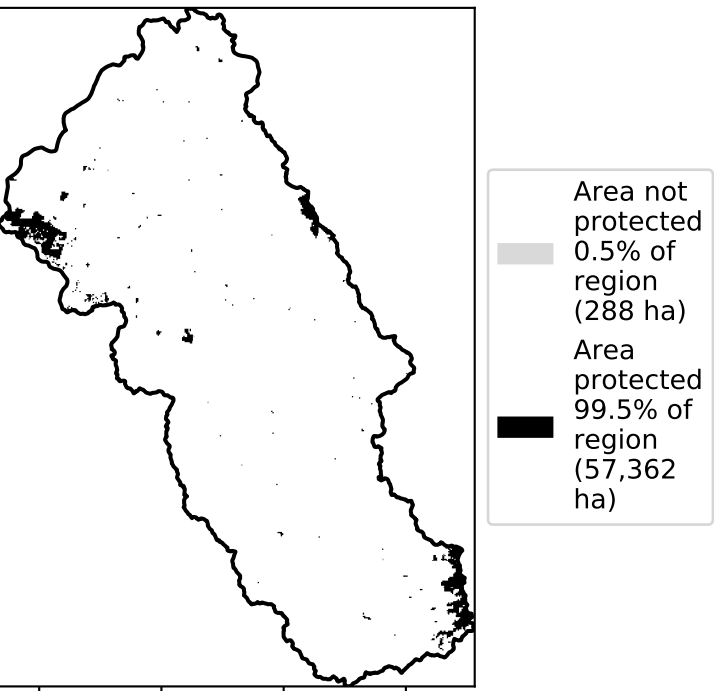 Area not
protected
0.5% of
region
(288 ha)
Area
protected
99.5% of
region
(57,362
ha)